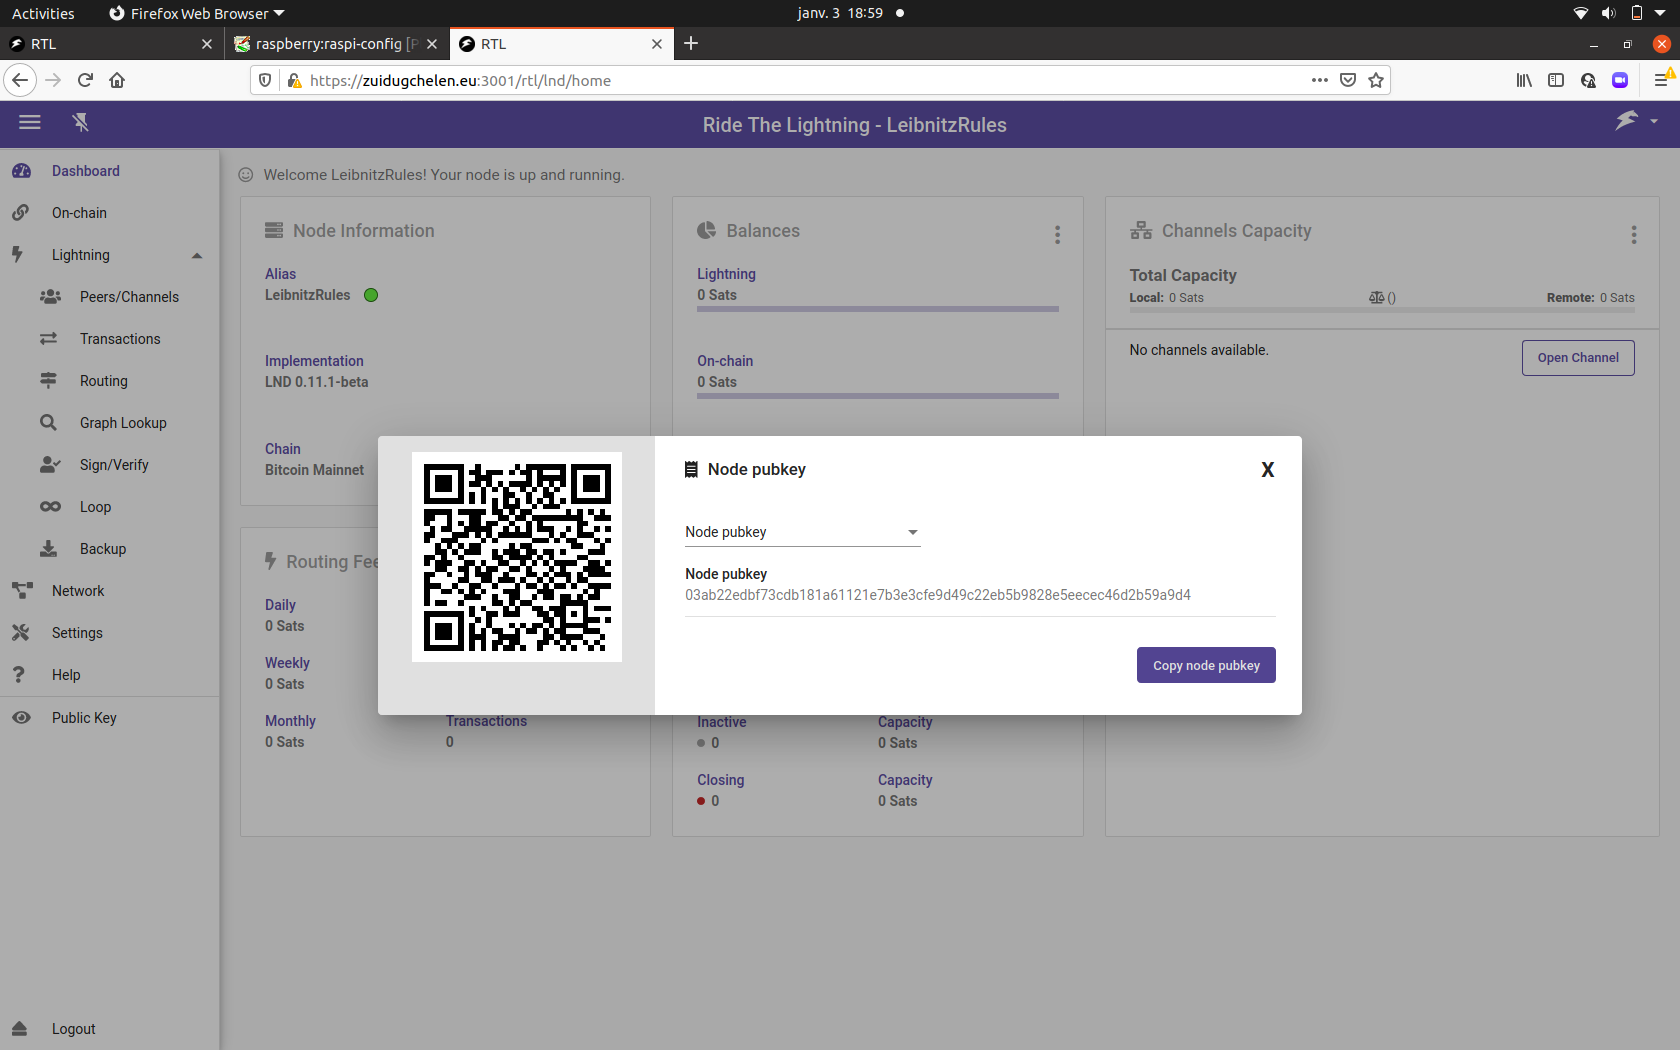 Activities Firefox Web Browser janv. 3 18:59
RTL raspberry:raspi-config [P RTL
https://zuidugchelen.eu:3001/rtl/lnd/home
Ride The Lightning - LeibnitzRules
Dashboard
On-chain
Lightning
Peers/Channels
Transactions
Routing
Graph Lookup
Sign/Verify
Loop
Backup
Network
Settings
Help
Public Key
Logout
Welcome LeibnitzRules! Your node is up and running.
Node Information
Alias
LeibnitzRules
Implementation
LND 0.11.1-beta
Chain
Bitcoin Mainnet
Balances
Lightning
0 Sats
On-chain
0 Sats
Channels Capacity
Total Capacity
Local: 0 Sats () Remote: 0 Sats
No channels available. Open Channel
Routing Fee
Daily
0 Sats
Weekly
0 Sats
Monthly Transactions
0 Sats 0
Inactive Capacity
0 0 Sats
Closing Capacity
0 0 Sats
Node pubkey X
Node pubkey
Node pubkey
03ab22edbf73cdb181a61121e7b3e3cfe9d49c22eb5b9828e5eecec46d2b59a9d4
Copy node pubkey